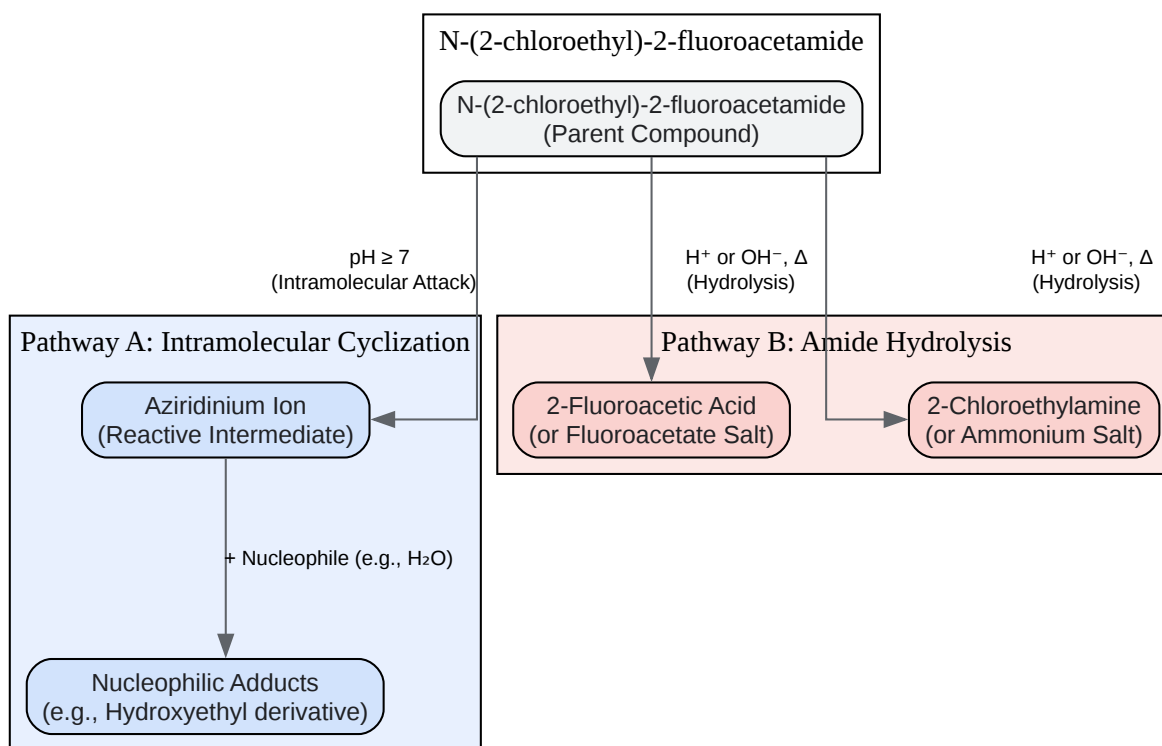 N-(2-chloroethyl)-2-fluoroacetamide
N-(2-chloroethyl)-2-fluoroacetamide
(Parent Compound)
pH ≥ 7
(Intramolecular Attack)
H⁺ or OH⁻, Δ
(Hydrolysis)
H⁺ or OH⁻, Δ
(Hydrolysis)
Pathway A: Intramolecular Cyclization
Aziridinium Ion
(Reactive Intermediate)
+ Nucleophile (e.g., H₂O)
Nucleophilic Adducts
(e.g., Hydroxyethyl derivative)
Pathway B: Amide Hydrolysis
2-Fluoroacetic Acid
(or Fluoroacetate Salt)
2-Chloroethylamine
(or Ammonium Salt)